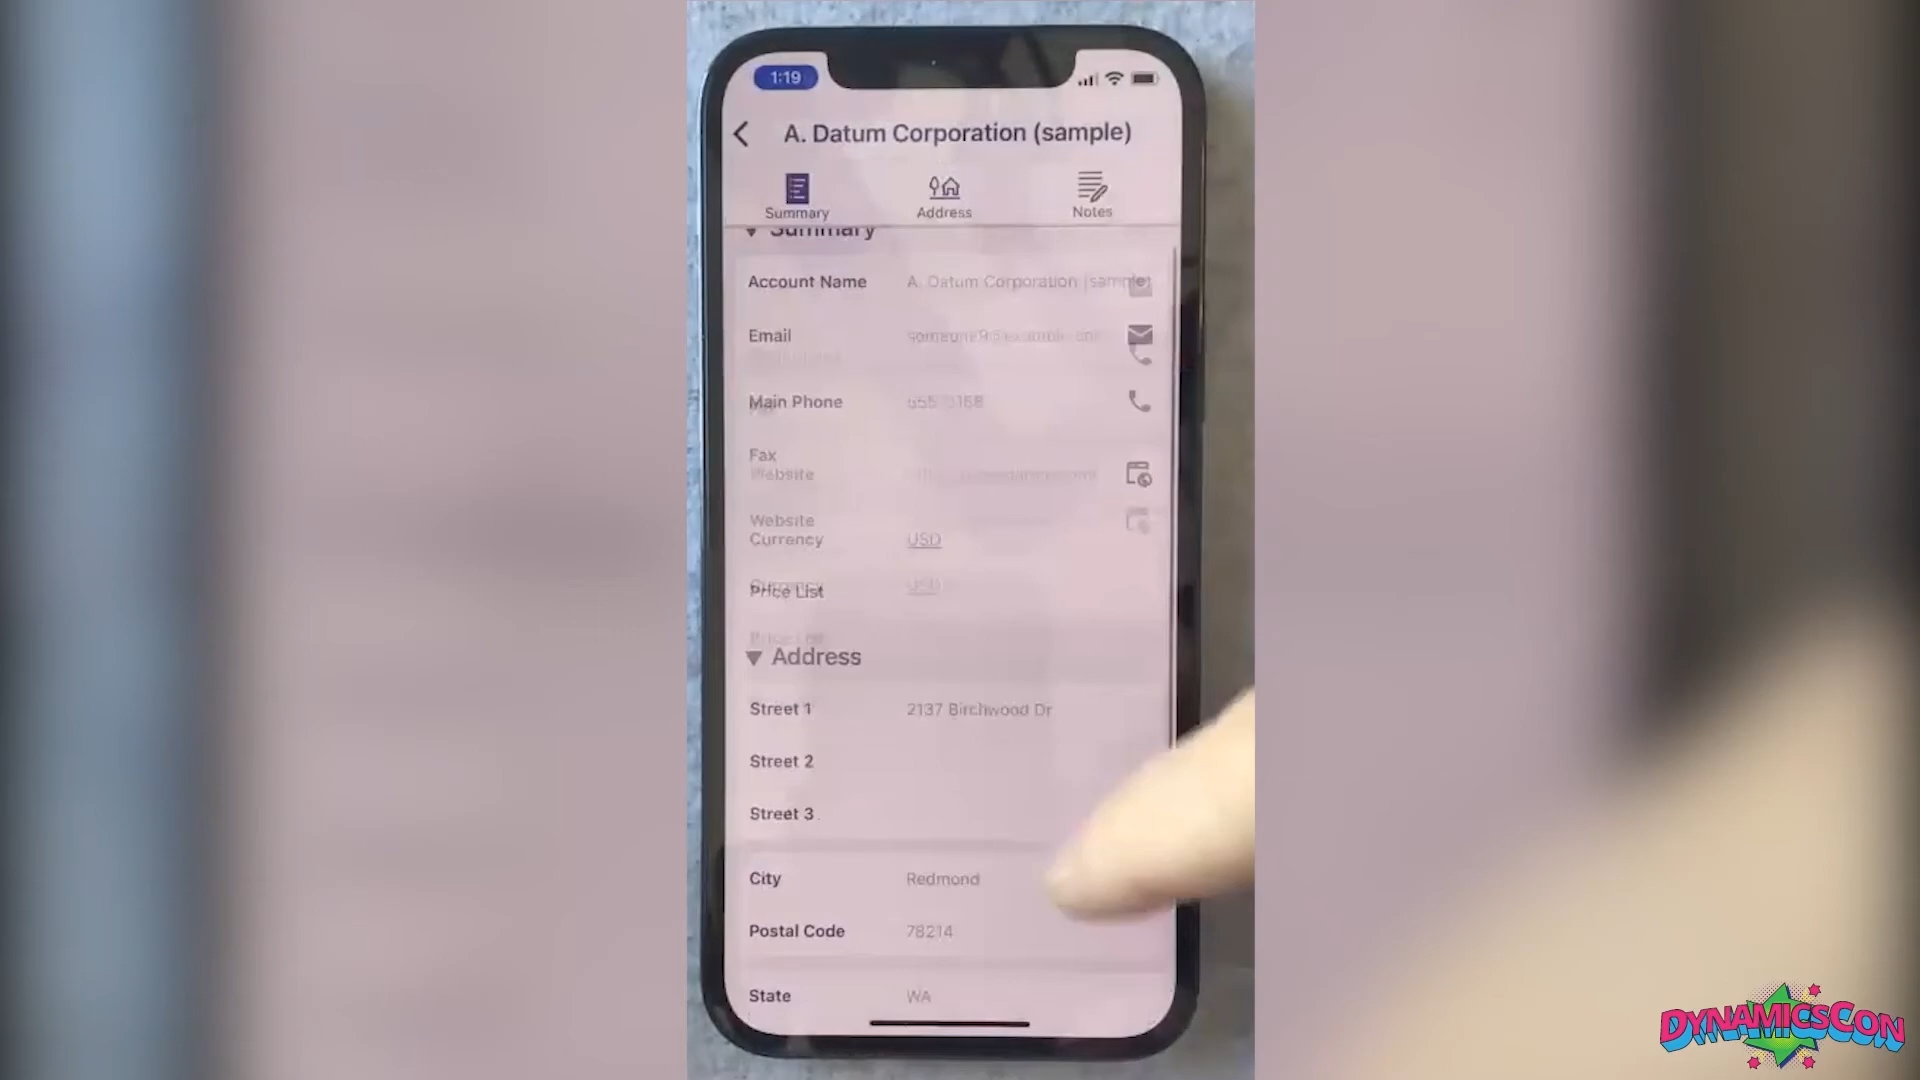 1:19
A. Datum Corporation (sample)
Summary Address Notes
Summary
Account Name A. Datum Corporation (sample)
Email
Main Phone
Fax
Website
Website
Currency USD
Currency USD
Price List
Price List
Address
Street 1 2137 Birchwood Dr
Street 2
Street 3
City Redmond
Postal Code 78214
State WA
DYNAMICSCON